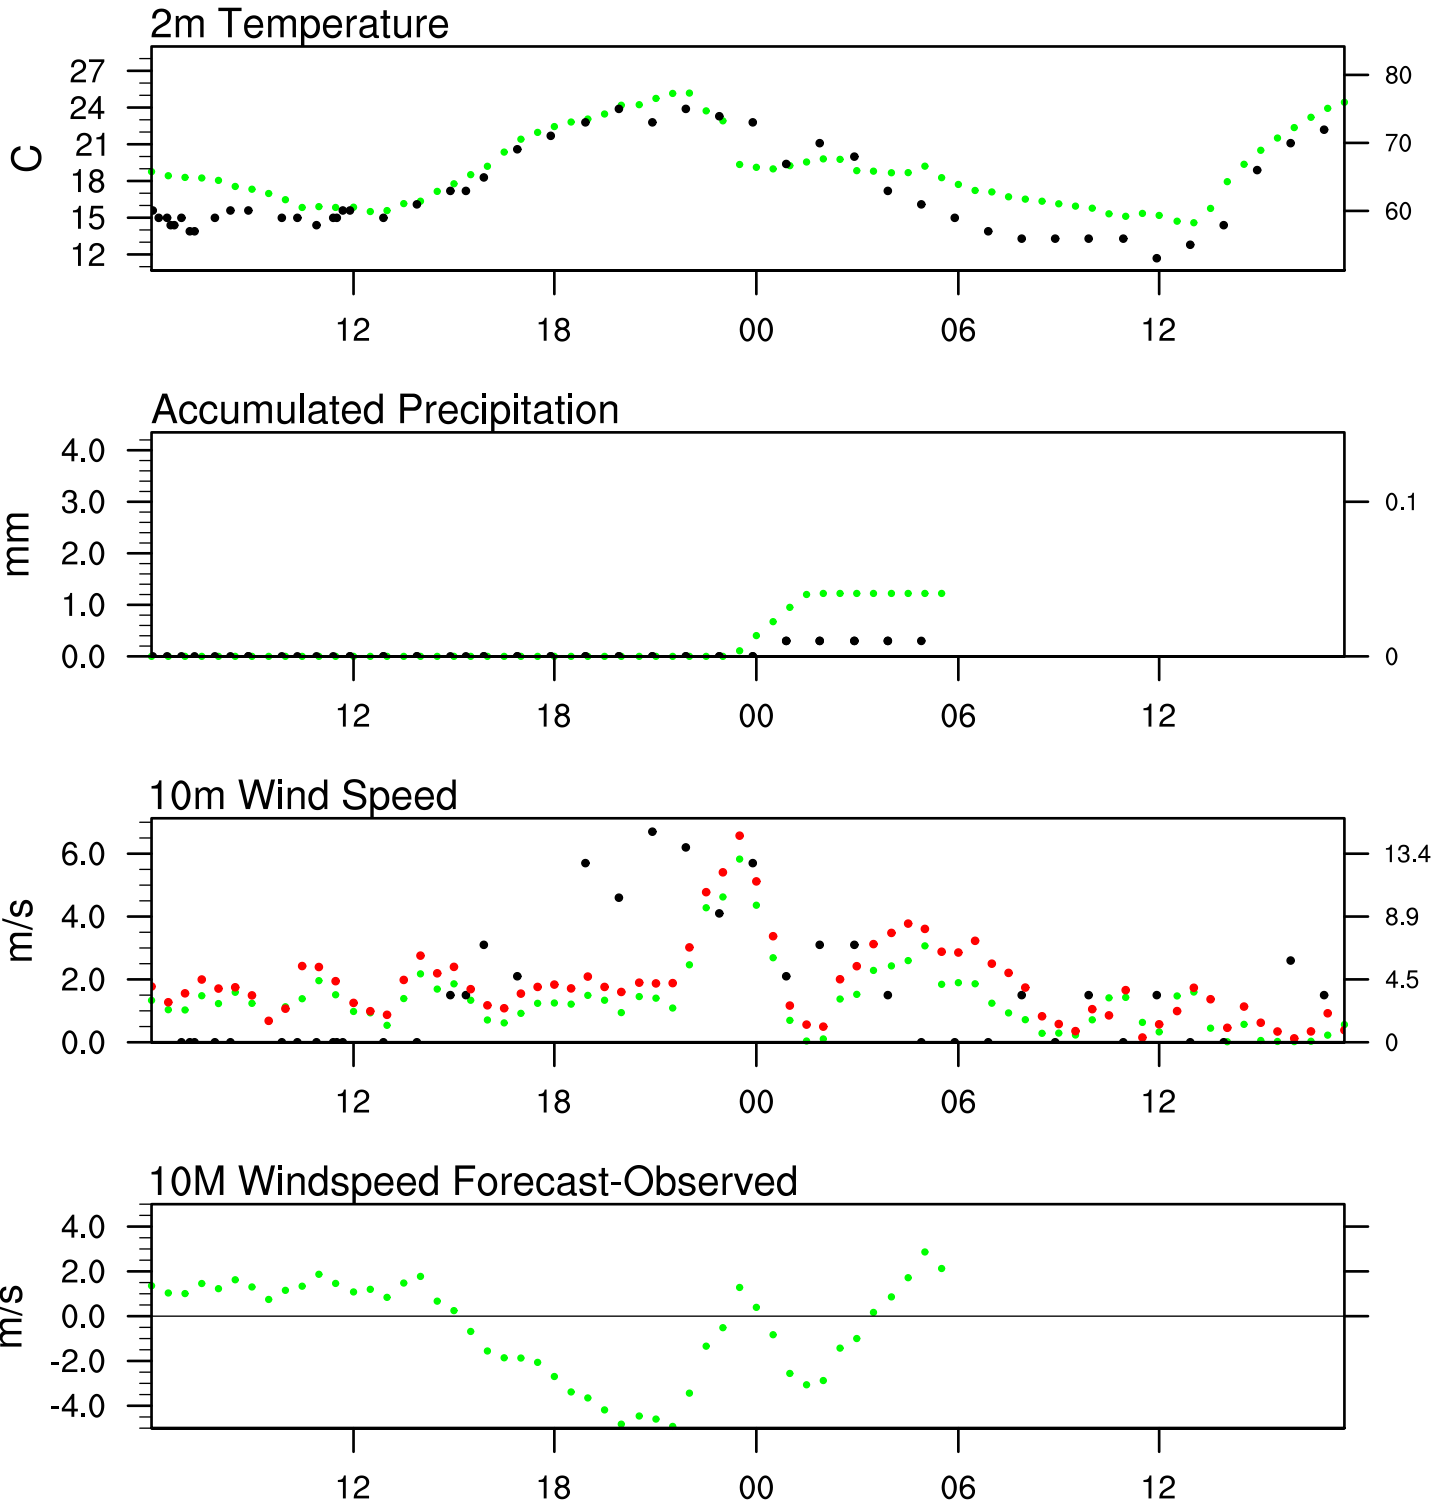 2m Temperature
27
24
21
18
15
12
C
80
70
60
12 18 00 06 12
Accumulated Precipitation
4.0
3.0
2.0
1.0
0.0
mm
0.1
0
12 18 00 06 12
10m Wind Speed
6.0
4.0
2.0
0.0
m/s
13.4
8.9
4.5
0
12 18 00 06 12
10M Windspeed Forecast-Observed
4.0
2.0
0.0
-2.0
-4.0
m/s
12 18 00 06 12